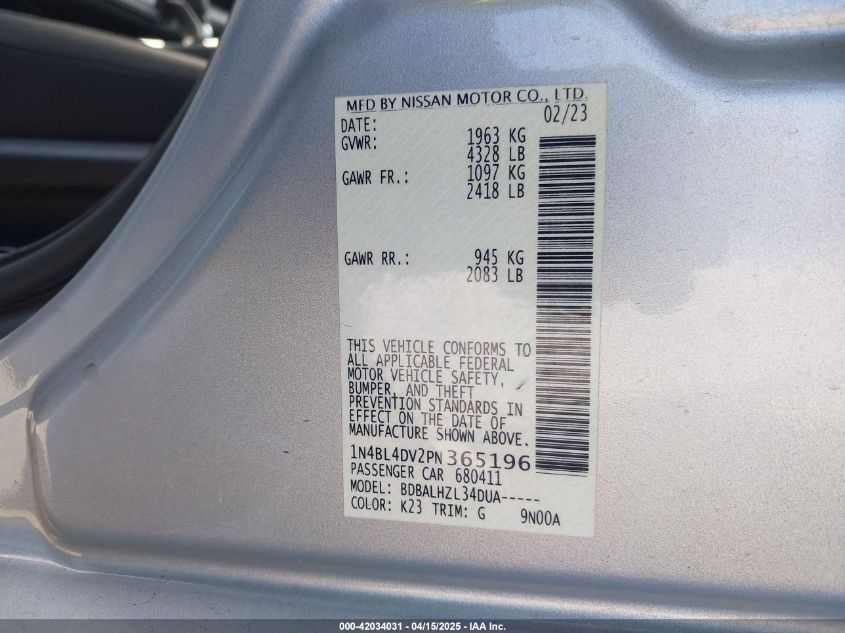 MFD BY NISSAN MOTOR CO., LTD.
DATE: 02/23
GVWR: 1963 KG
4328 LB
GAWR FR.: 1097 KG
2418 LB
GAWR RR.: 945 KG
2083 LB
THIS VEHICLE CONFORMS TO
ALL APPLICABLE FEDERAL
MOTOR VEHICLE SAFETY,
BUMPER, AND THEFT
PREVENTION STANDARDS IN
EFFECT ON THE DATE OF
MANUFACTURE SHOWN ABOVE.
1N4BL4DV2PN365196
PASSENGER CAR 680411
MODEL: BDBALHZL34DUA-----
COLOR: K23 TRIM: G 9N00A
000-42034031 - 04/15/2025 - IAA Inc.